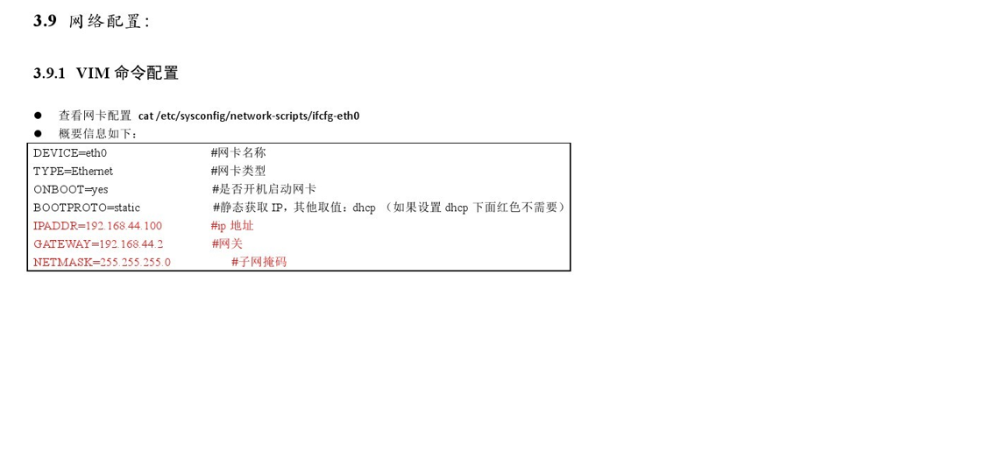 3.9 网络配置：
3.9.1 VIM 命令配置
● 查看网卡配置 cat /etc/sysconfig/network-scripts/ifcfg-eth0
● 概要信息如下：
DEVICE=eth0 #网卡名称
TYPE=Ethernet #网卡类型
ONBOOT=yes #是否开机启动网卡
BOOTPROTO=static #静态获取 IP，其他取值：dhcp （如果设置 dhcp 下面红色不需要）
IPADDR=192.168.44.100 #ip 地址
GATEWAY=192.168.44.2 #网关
NETMASK=255.255.255.0 #子网掩码